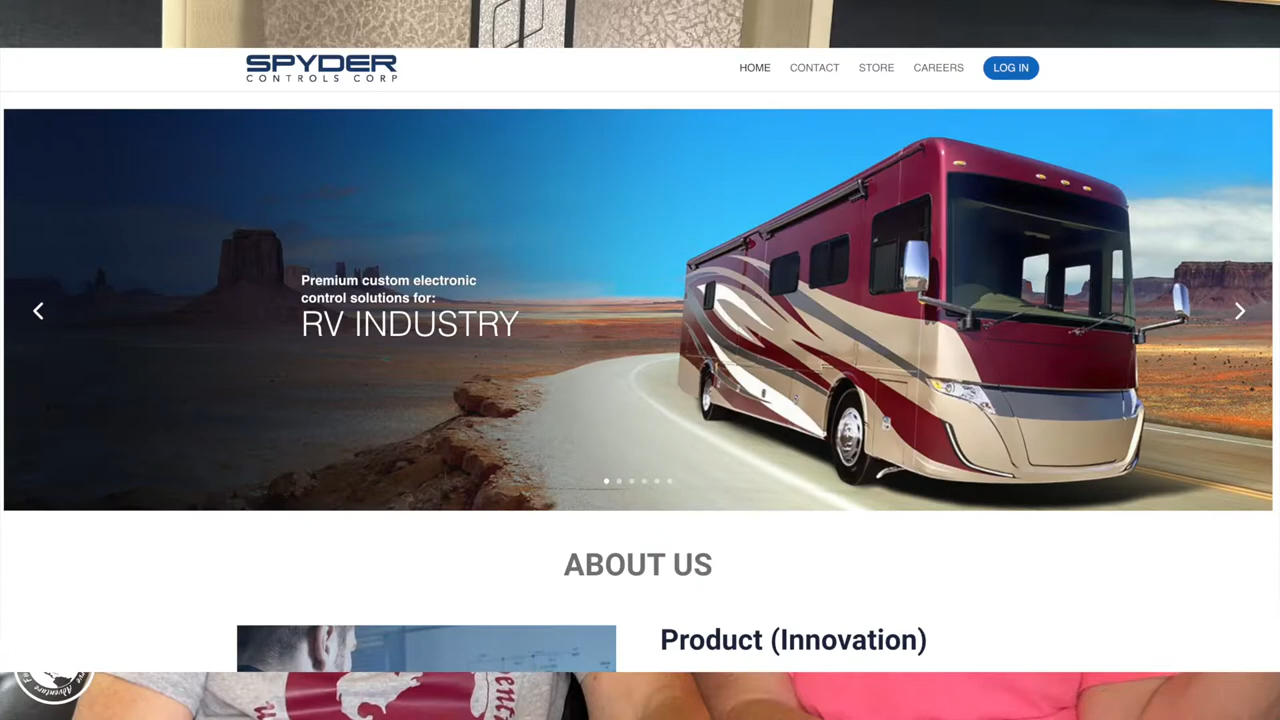 SPYDER
CONTROLS CORP
HOME CONTACT STORE CAREERS LOG IN
Premium custom electronic
control solutions for:
RV INDUSTRY
ABOUT US
Product (Innovation)
Adventure